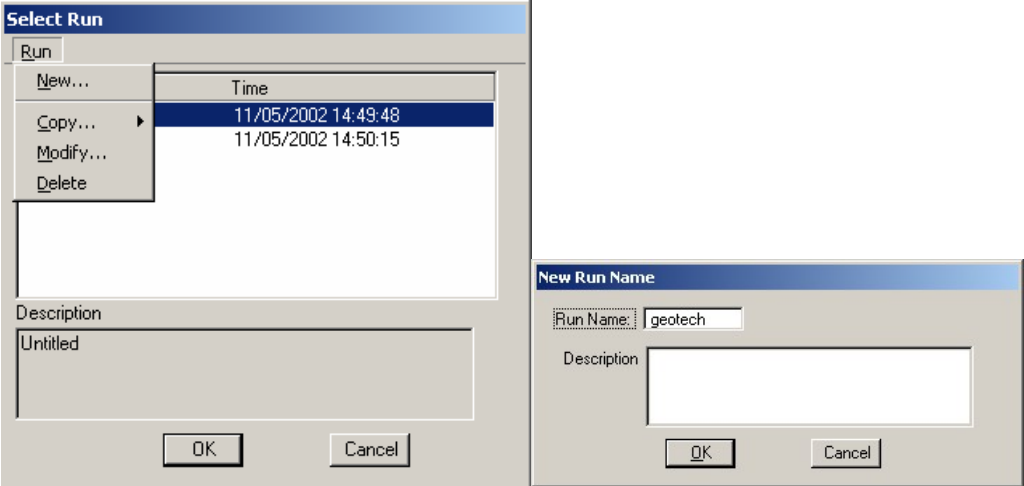 Select Run
Run
New...
Time
11/05/2002 14:49:48
Copy...
11/05/2002 14:50:15
Modify...
Delete
Description
Untitled
OK Cancel
New Run Name
Run Name: geotech
Description
OK Cancel